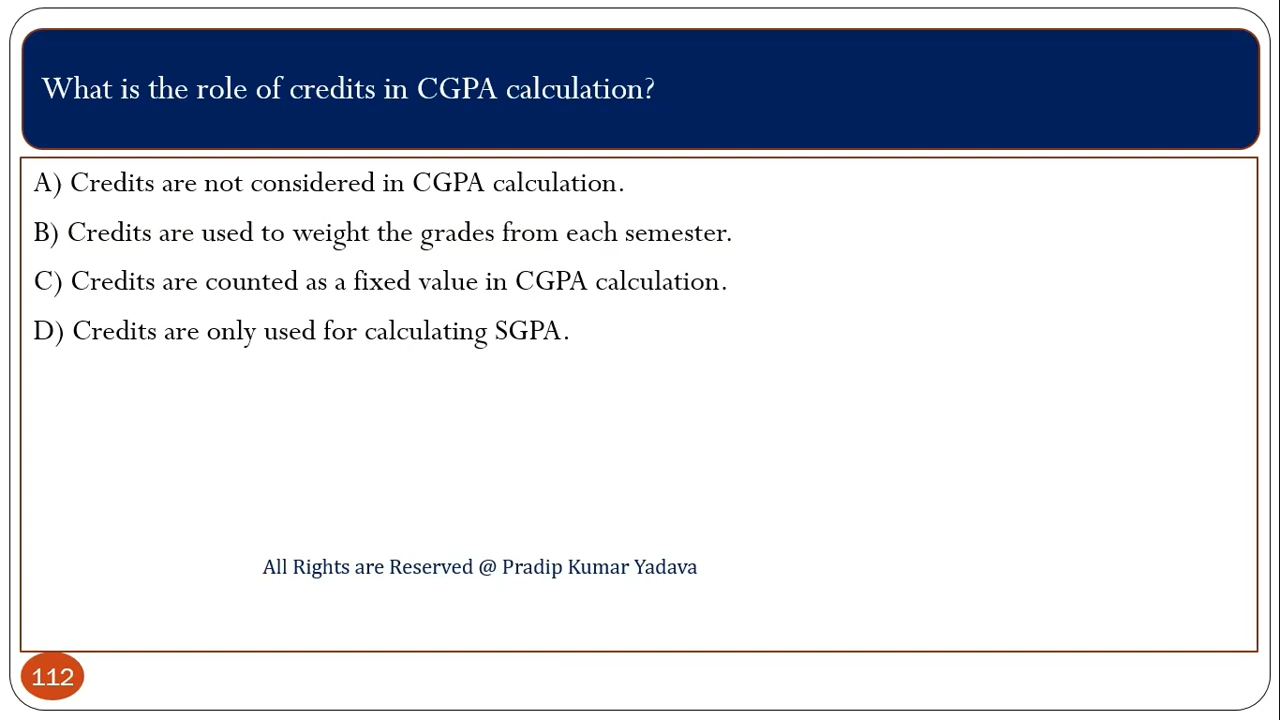 What is the role of credits in CGPA calculation?
A) Credits are not considered in CGPA calculation.
B) Credits are used to weight the grades from each semester.
C) Credits are counted as a fixed value in CGPA calculation.
D) Credits are only used for calculating SGPA.
All Rights are Reserved @ Pradip Kumar Yadava
112